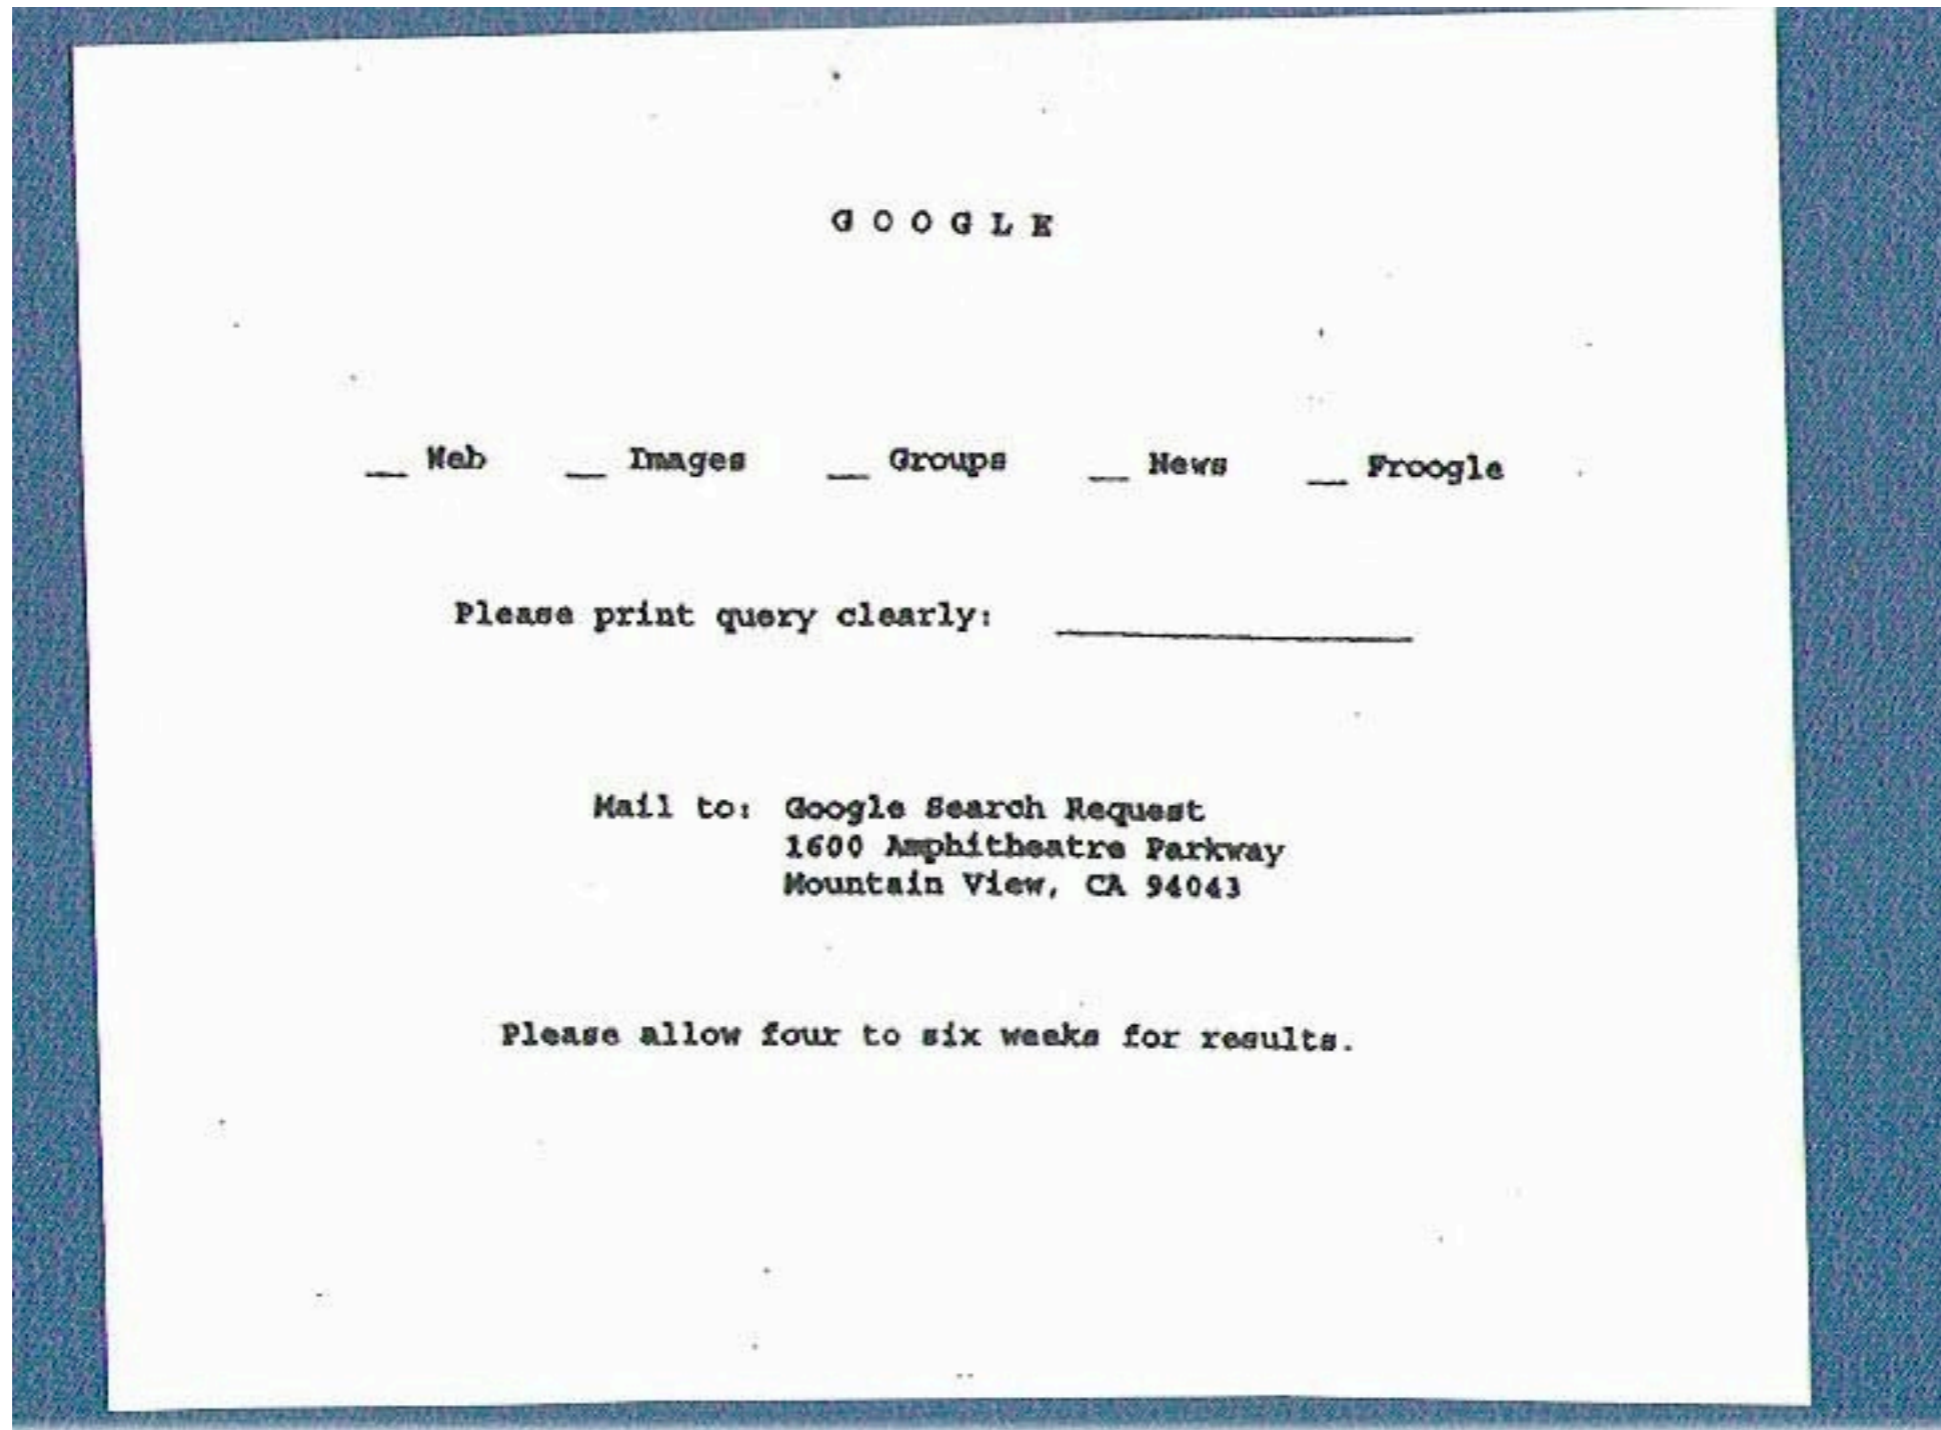 G O O G L E
__ Web __ Images __ Groups __ News __ Froogle
Please print query clearly: ____________
Mail to: Google Search Request
1600 Amphitheatre Parkway
Mountain View, CA 94043
Please allow four to six weeks for results.